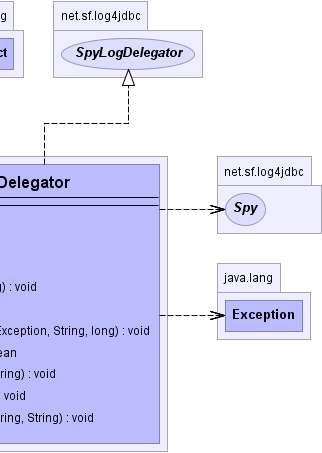 g
net.sf.log4jdbc
ct
SpyLogDelegator
Delegator
net.sf.log4jdbc
Spy
g) : void
java.lang
Exception
Exception, String, long) : void
ean
ring) : void
void
ring, String) : void